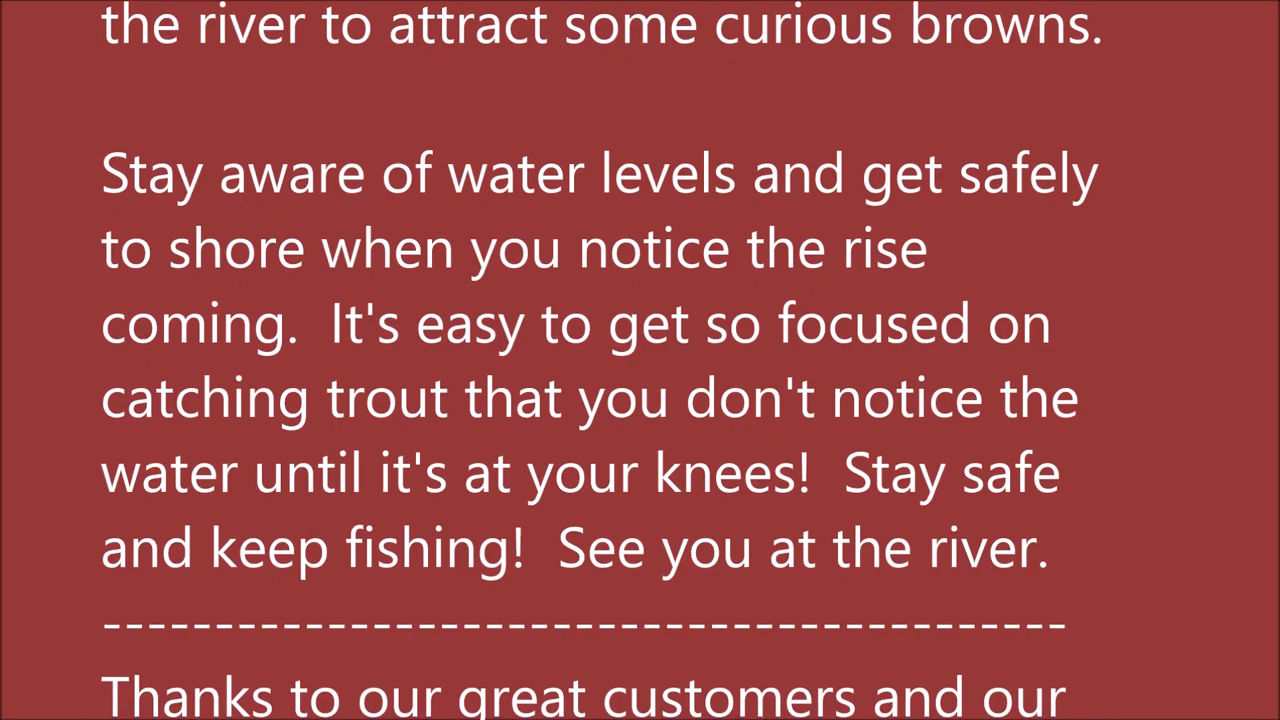 the river to attract some curious browns.
Stay aware of water levels and get safely
to shore when you notice the rise
coming.  It's easy to get so focused on
catching trout that you don't notice the
water until it's at your knees!  Stay safe
and keep fishing!  See you at the river.
-------------------------------------------
Thanks to our great customers and our